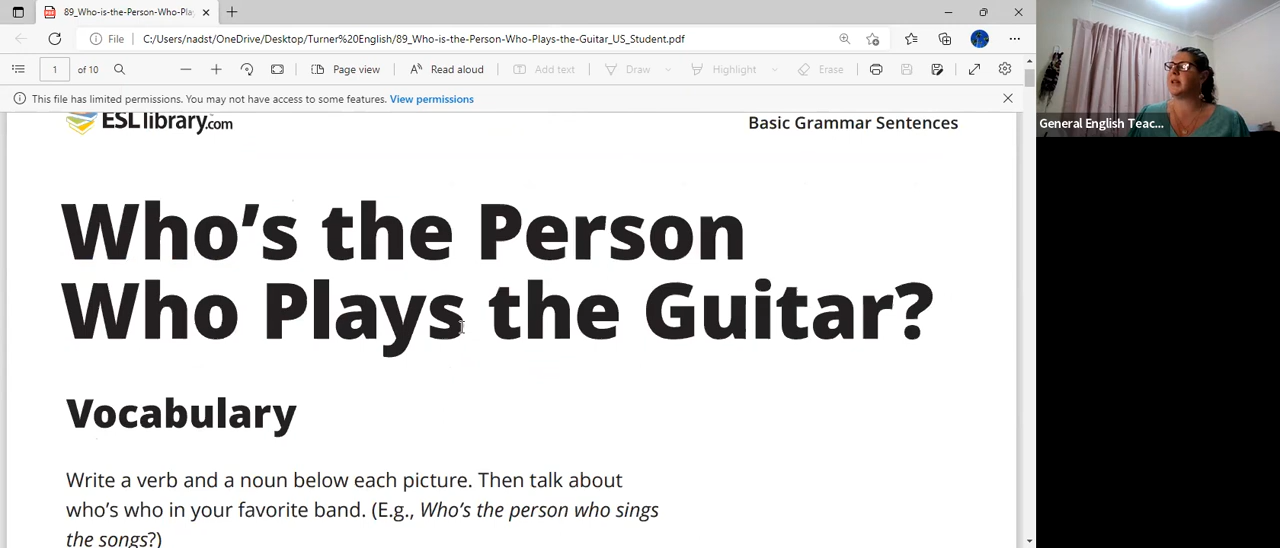 89_Who-is-the-Person-Who-Pla
File
C:/Users/nadst/OneDrive/Desktop/Turner%20English/89_Who-is-the-Person-Who-Plays-the-Guitar_US_Student.pdf
1 of 10
Page view
Read aloud
Add text
Draw
Highlight
Erase
This file has limited permissions. You may not have access to some features. View permissions
General English Teac...
ESLlibrary.com
Basic Grammar Sentences
Who's the Person
Who Plays the Guitar?
Vocabulary
Write a verb and a noun below each picture. Then talk about
who's who in your favorite band. (E.g., Who's the person who sings
the songs?)